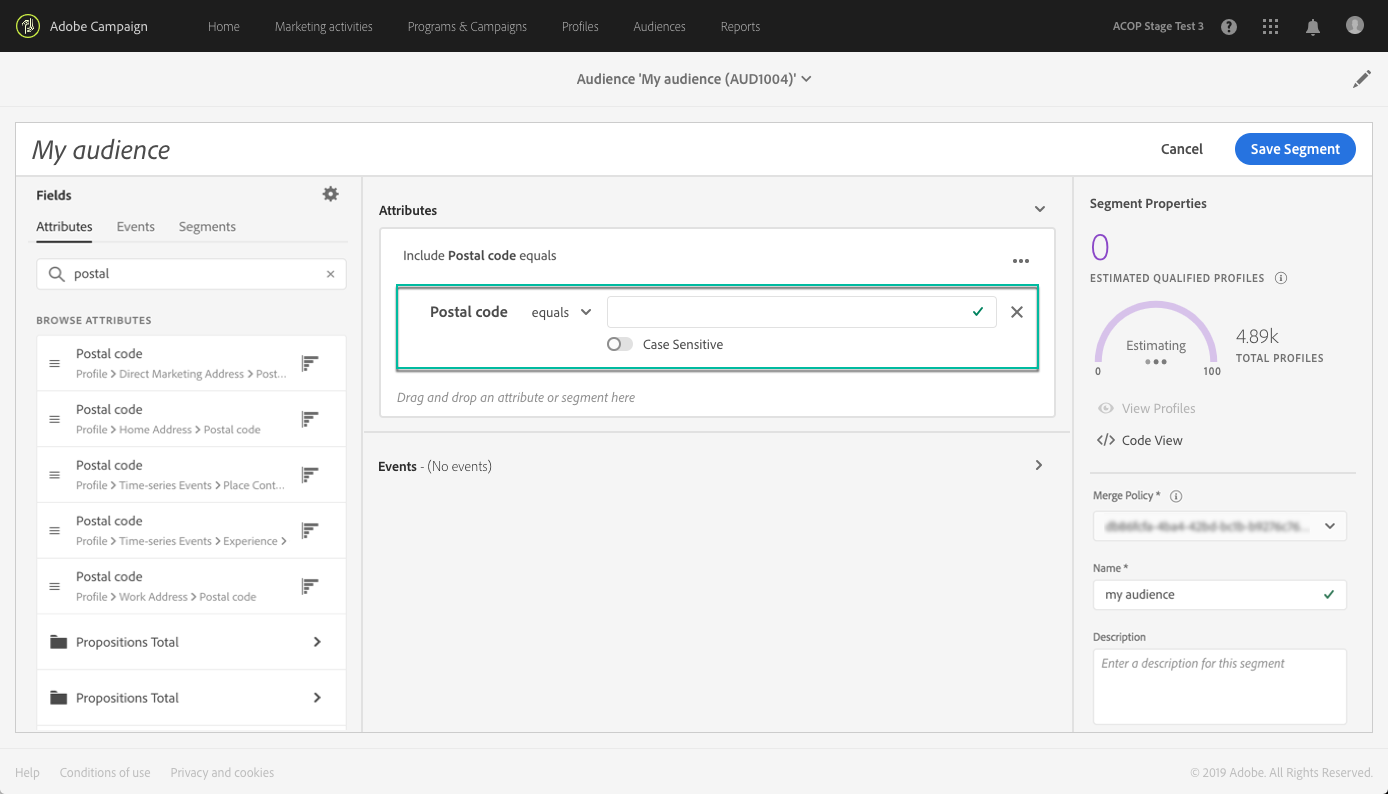 Adobe Campaign
Home
Marketing activities
Programs & Campaigns
Profiles
Audiences
Reports
ACOP Stage Test 3
Audience 'My audience (AUD1004)'
My audience
Cancel
Save Segment
Fields
Attributes
Events
Segments
postal
BROWSE ATTRIBUTES
Postal code
Profile > Direct Marketing Address > Post...
Postal code
Profile > Home Address > Postal code
Postal code
Profile > Time-series Events > Place Cont...
Postal code
Profile > Time-series Events > Experience >
Postal code
Profile > Work Address > Postal code
Propositions Total
Propositions Total
Attributes
Include Postal code equals
Postal code
equals
Case Sensitive
Drag and drop an attribute or segment here
Events - (No events)
Segment Properties
0
ESTIMATED QUALIFIED PROFILES
Estimating
0
100
4.89k
TOTAL PROFILES
View Profiles
</> Code View
Merge Policy *
Name *
my audience
Description
Enter a description for this segment
Help
Conditions of use
Privacy and cookies
© 2019 Adobe. All Rights Reserved.